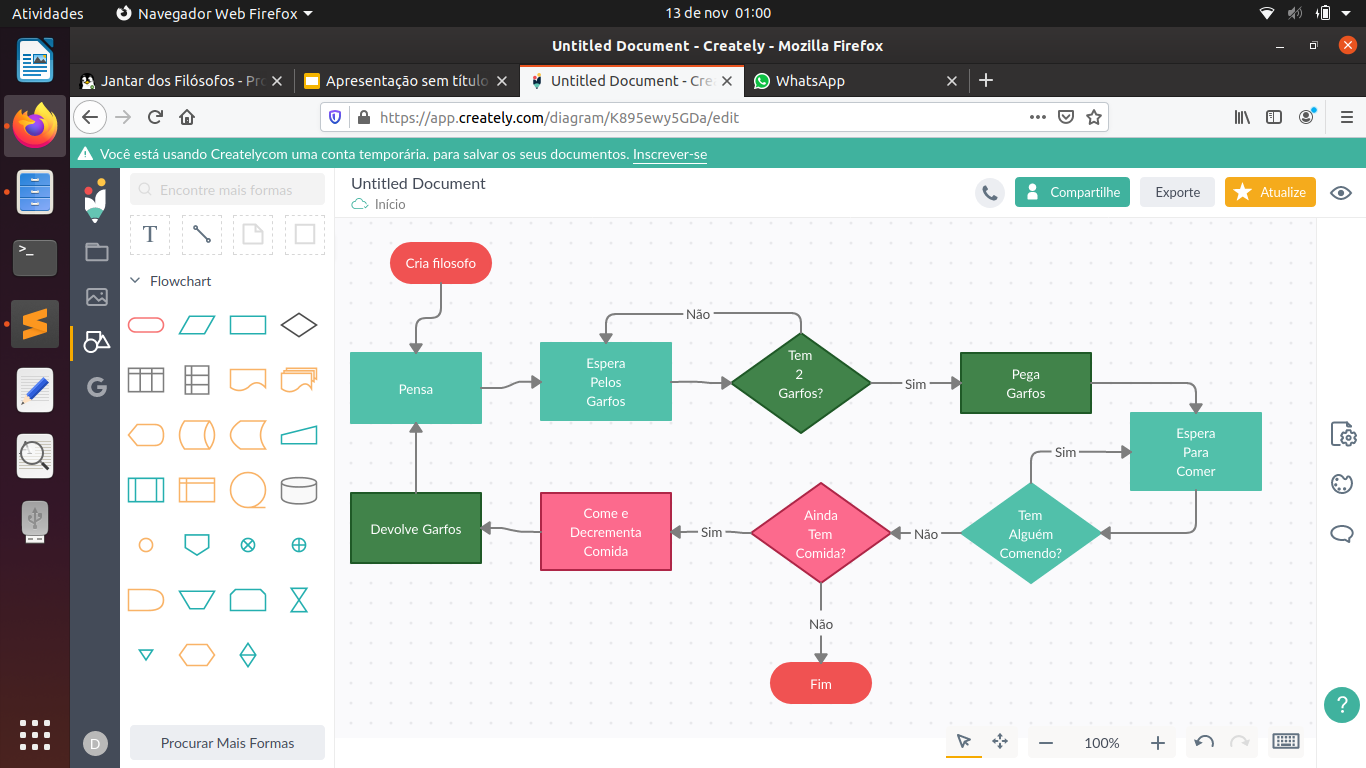 Atividades
Navegador Web Firefox
13 de nov 01:00
Untitled Document - Creately - Mozilla Firefox
Jantar dos Filósofos - Pro
Apresentação sem título
Untitled Document - Crea
WhatsApp
https://app.creately.com/diagram/K895ewy5GDa/edit
Você está usando Createlycom uma conta temporária. para salvar os seus documentos. Inscrever-se
Encontre mais formas
Untitled Document
Início
Compartilhe
Exporte
Atualize
T
Flowchart
G
Cria filosofo
Não
Pensa
Espera
Pelos
Garfos
Tem
2
Garfos?
Sim
Pega
Garfos
Espera
Para
Comer
Sim
Tem
Alguém
Comendo?
Não
Ainda
Tem
Comida?
Sim
Come e
Decrementa
Comida
Devolve Garfos
Não
Fim
Procurar Mais Formas
D
100%
?
>_